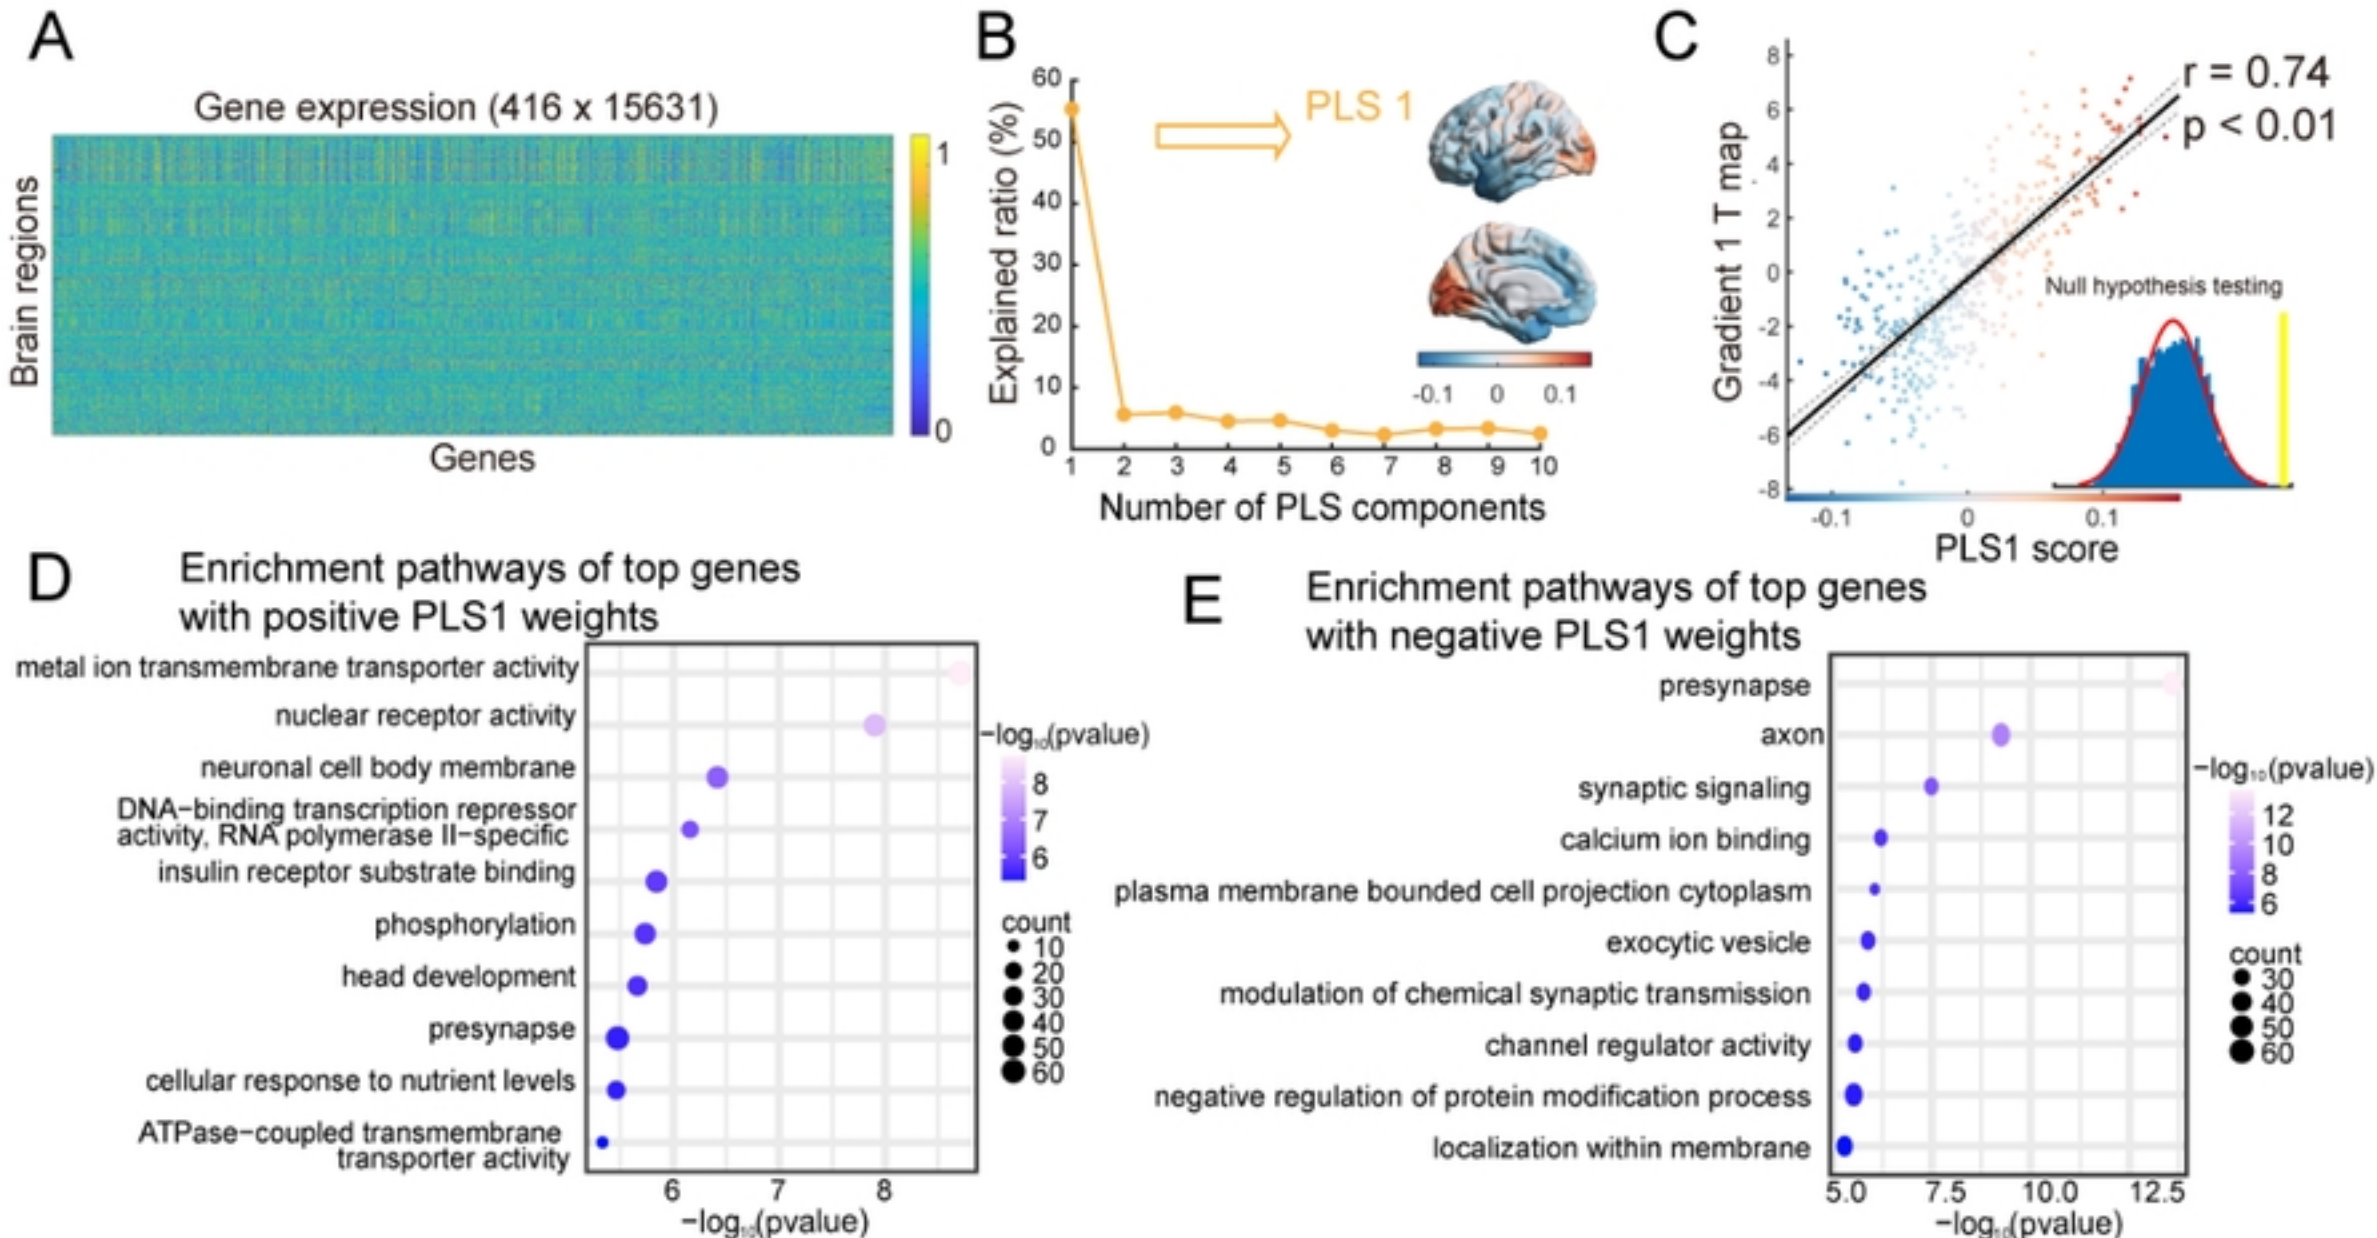 A
Gene expression (416 x 15631)
Brain regions
Genes
1
0
B
Explained ratio (%)
60
50
40
30
20
10
0
1 2 3 4 5 6 7 8 9 10
Number of PLS components
PLS 1
-0.1 0 0.1
C
Gradient 1 T map
8
6
4
2
0
-2
-4
-6
-8
r = 0.74
p < 0.01
Null hypothesis testing
-0.1 0 0.1
PLS1 score
D
Enrichment pathways of top genes
with positive PLS1 weights
metal ion transmembrane transporter activity
nuclear receptor activity
neuronal cell body membrane
DNA−binding transcription repressor
activity, RNA polymerase II−specific
insulin receptor substrate binding
phosphorylation
head development
presynapse
cellular response to nutrient levels
ATPase−coupled transmembrane
transporter activity
6 7 8
−log₁₀(pvalue)
−log₁₀(pvalue)
8
7
6
count
10
20
30
40
50
60
E
Enrichment pathways of top genes
with negative PLS1 weights
presynapse
axon
synaptic signaling
calcium ion binding
plasma membrane bounded cell projection cytoplasm
exocytic vesicle
modulation of chemical synaptic transmission
channel regulator activity
negative regulation of protein modification process
localization within membrane
5.0 7.5 10.0 12.5
−log₁₀(pvalue)
−log₁₀(pvalue)
12
10
8
6
count
30
40
50
60